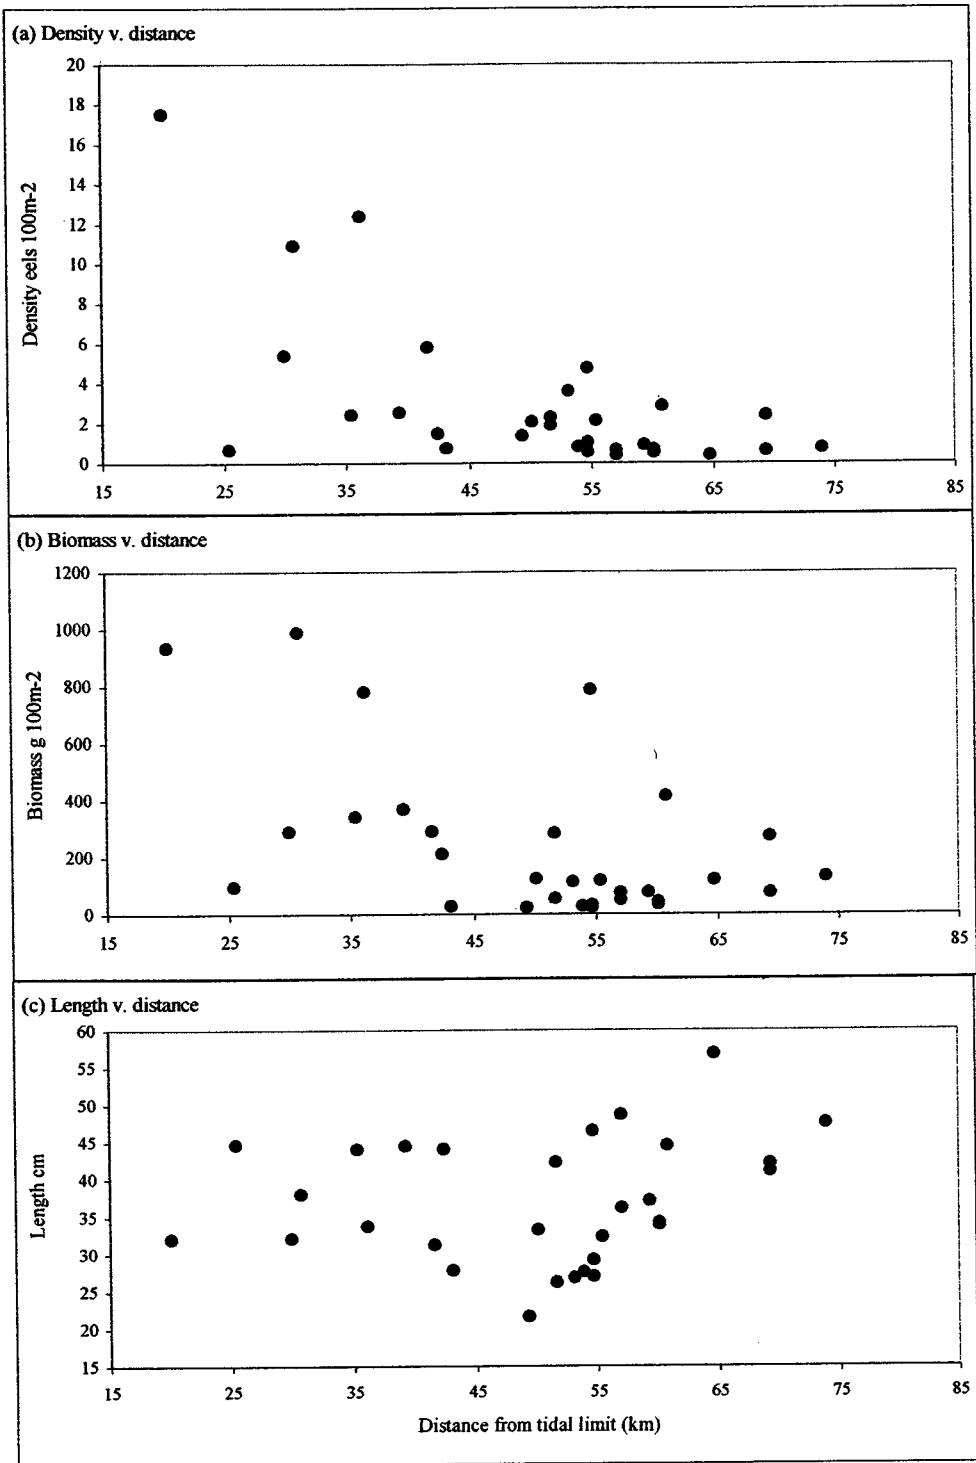 (a) Density v. distance
20
18
16
14
12
10
8
6
4
2
0
Density eels 100m-2
15 25 35 45 55 65 75 85
(b) Biomass v. distance
1200
1000
800
600
400
200
0
Biomass g 100m-2
15 25 35 45 55 65 75 85
(c) Length v. distance
60
55
50
45
40
35
30
25
20
15
Length cm
15 25 35 45 55 65 75 85
Distance from tidal limit (km)